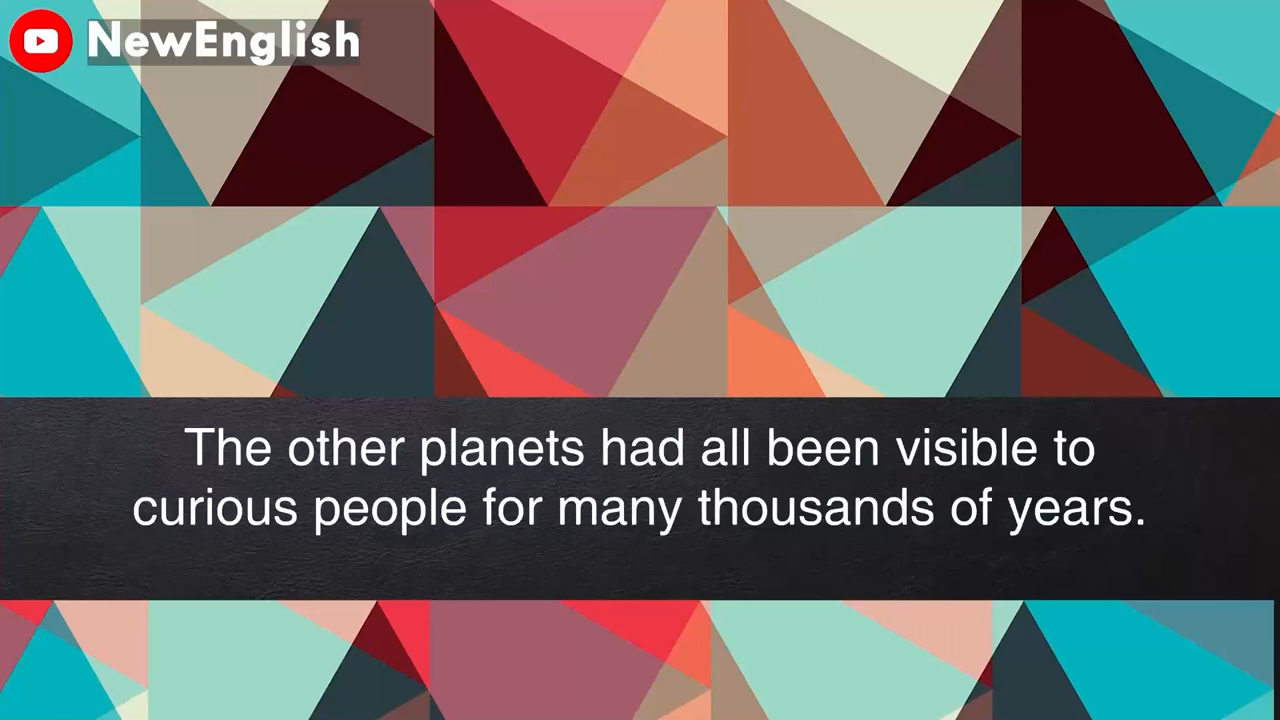 NewEnglish
The other planets had all been visible to
curious people for many thousands of years.